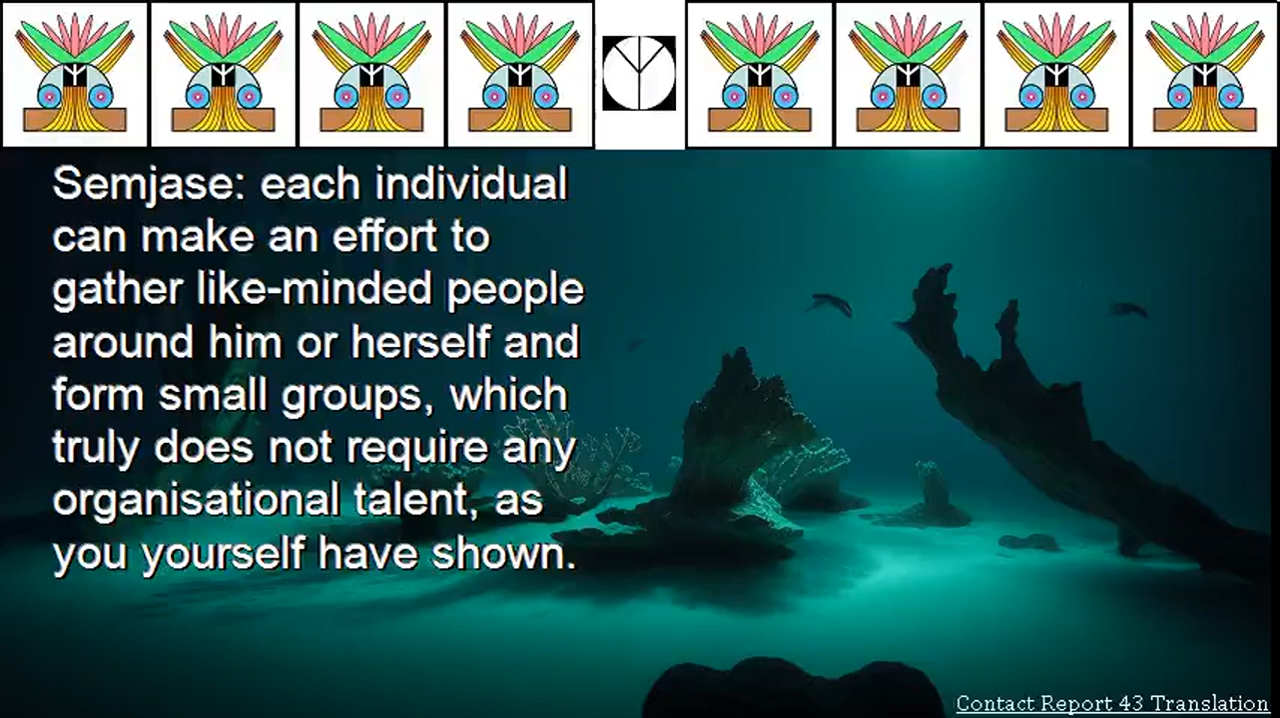 Semjase: each individual
can make an effort to
gather like-minded people
around him or herself and
form small groups, which
truly does not require any
organisational talent, as
you yourself have shown.
Contact Report 43 Translation